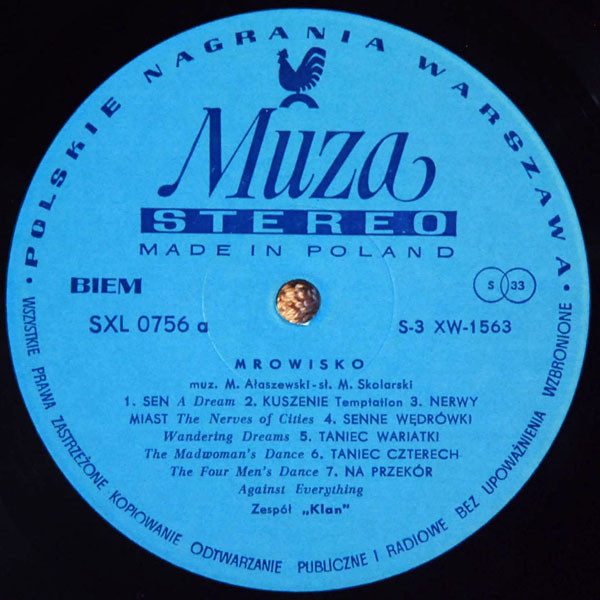 · POLSKIE NAGRANIA WARSZAWA ·
Muza
STEREO
MADE IN POLAND
BIEM
S 33
SXL 0756 a
S-3 XW-1563
MROWISKO
muz. M. Ałaszewski-sł. M. Skolarski
1. SEN A Dream 2. KUSZENIE Temptation 3. NERWY
MIAST The Nerves of Cities 4. SENNE WĘDRÓWKI
Wandering Dreams 5. TANIEC WARIATKI
The Madwoman's Dance 6. TANIEC CZTERECH
The Four Men's Dance 7. NA PRZEKÓR
Against Everything
Zespół „Klan"
WSZYSTKIE PRAWA ZASTRZEŻONE KOPIOWANIE ODTWARZANIE PUBLICZNE I RADIOWE BEZ UPOWAŻNIENIA WZBRONIONE